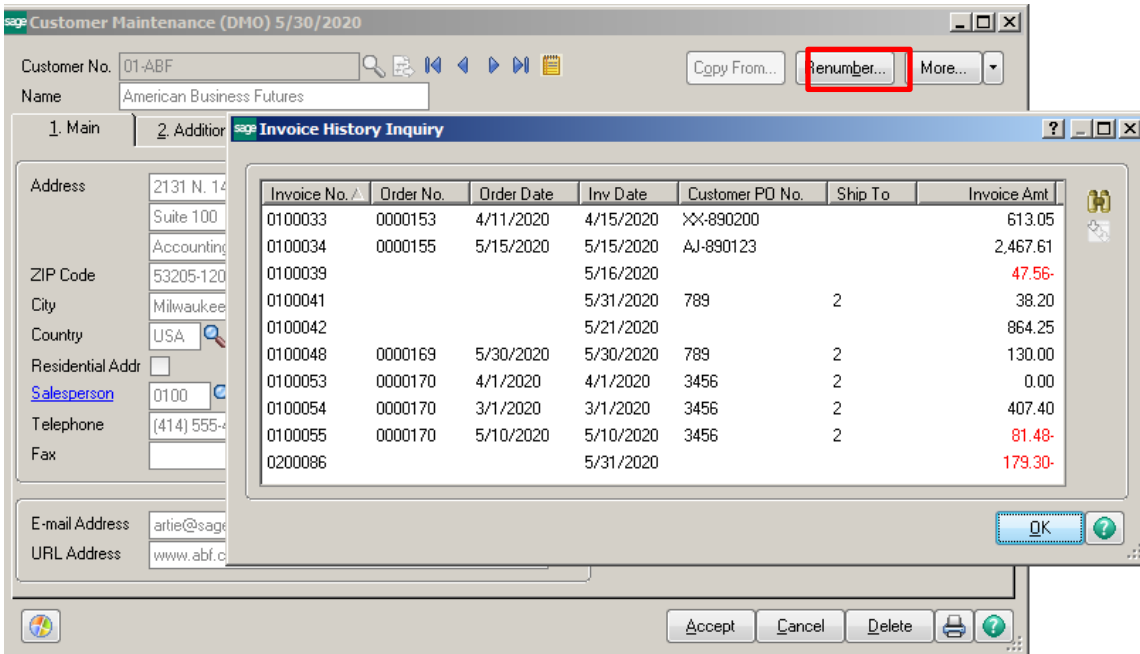 sage Customer Maintenance (DMO) 5/30/2020
Customer No. 01-ABF Copy From... Renumber... More...
Name American Business Futures
1. Main 2. Addition
sage Invoice History Inquiry
Address 2131 N. 14
Suite 100
Accounting
ZIP Code 53205-120
City Milwaukee
Country USA
Residential Addr
Salesperson 0100
Telephone (414) 555-4
Fax
Invoice No. Order No. Order Date Inv Date Customer PO No. Ship To Invoice Amt
0100033 0000153 4/11/2020 4/15/2020 XX-890200 613.05
0100034 0000155 5/15/2020 5/15/2020 AJ-890123 2,467.61
0100039 5/16/2020 47.56-
0100041 5/31/2020 789 2 38.20
0100042 5/21/2020 864.25
0100048 0000169 5/30/2020 5/30/2020 789 2 130.00
0100053 0000170 4/1/2020 4/1/2020 3456 2 0.00
0100054 0000170 3/1/2020 3/1/2020 3456 2 407.40
0100055 0000170 5/10/2020 5/10/2020 3456 2 81.48-
0200086 5/31/2020 179.30-
OK
E-mail Address artie@sage
URL Address www.abf.c
Accept Cancel Delete